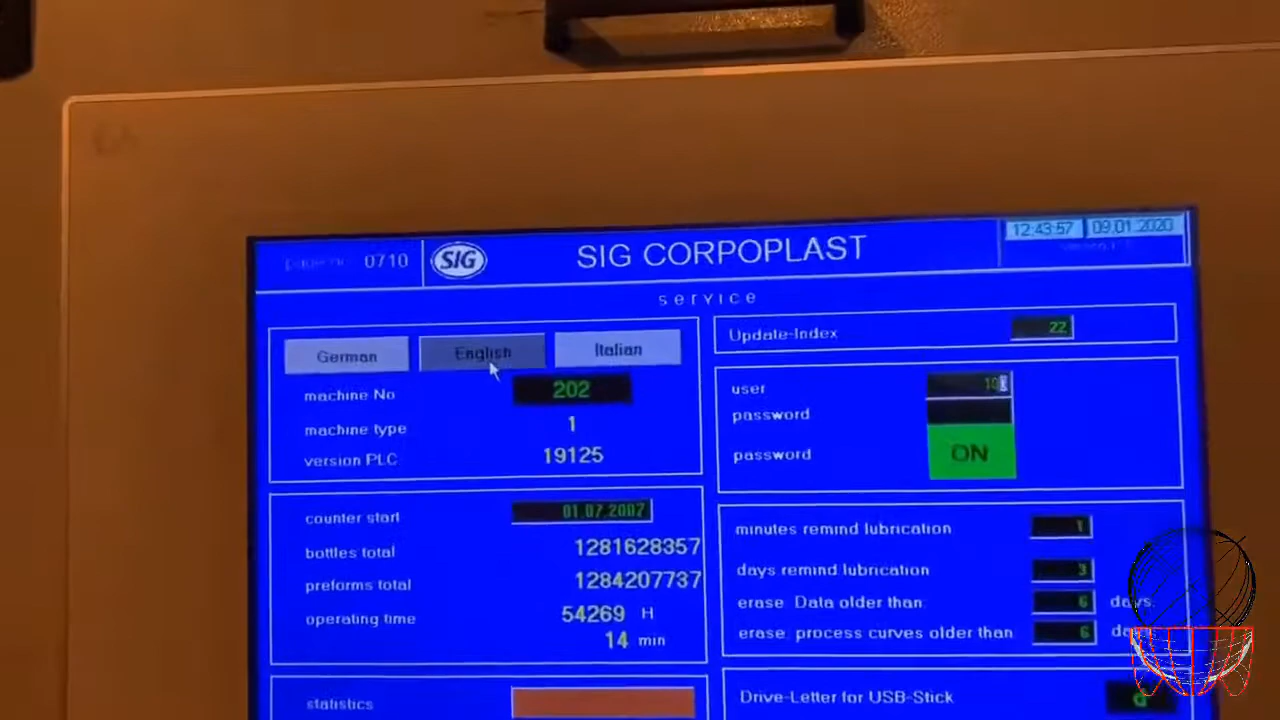 0710
SIG
SIG CORPOPLAST
12:43:57
09.01.2020
service
German
English
Italian
machine No
202
machine type
1
version PLC
19125
Update-Index
22
user
password
password
ON
counter start
01.07.2007
bottles total
1281628357
preforms total
1284207737
operating time
54269 H
14 min
minutes remind lubrication
1
days remind lubrication
3
erase: Data older than:
6
days:
erase: process curves older than
6
statistics
Drive-Letter for USB-Stick